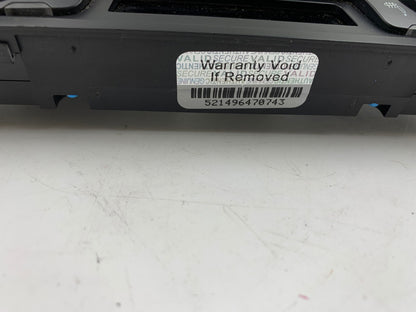 Warranty Void
If Removed
521496470743